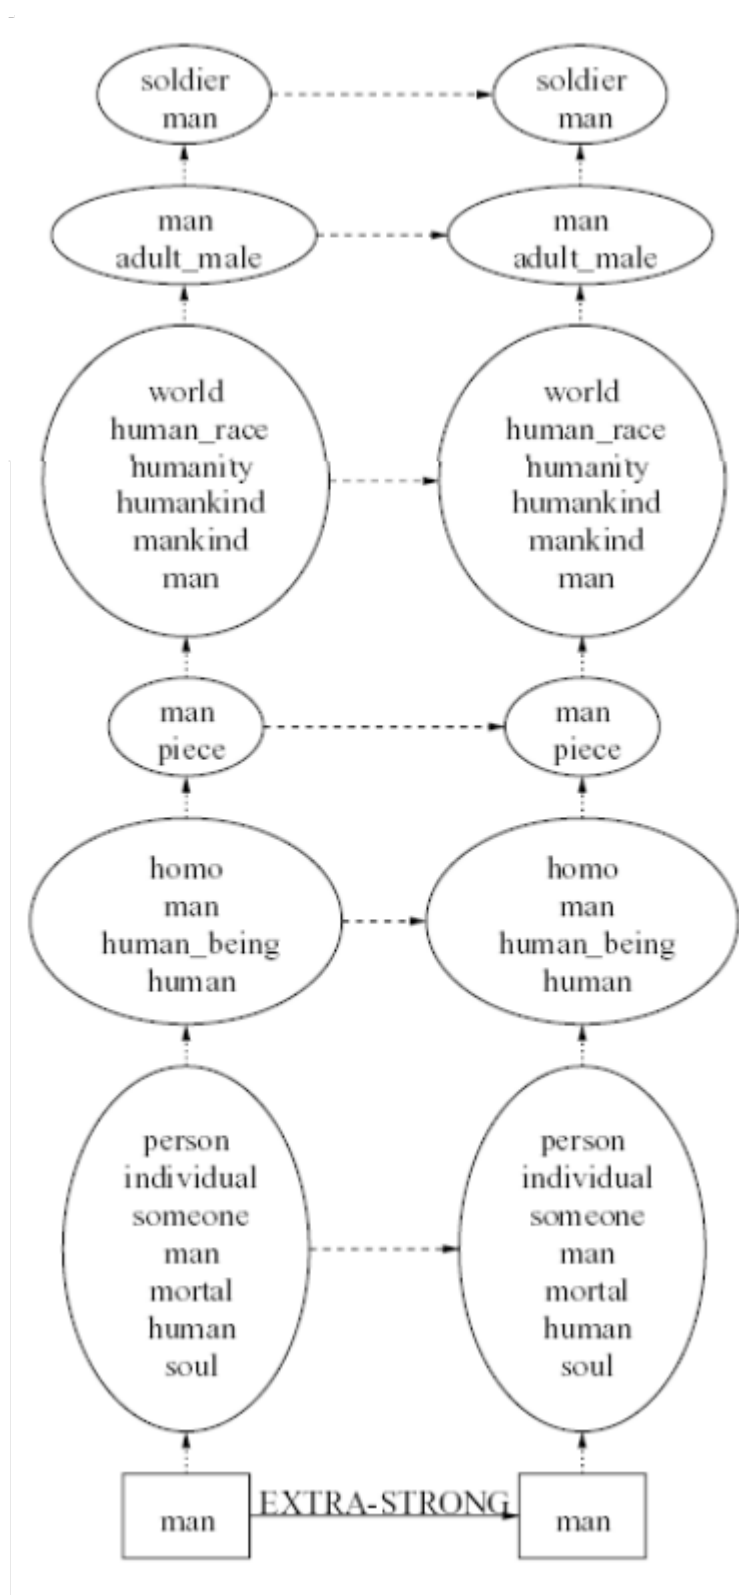 soldier
man
soldier
man
man
adult_male
man
adult_male
world
human_race
humanity
humankind
mankind
man
world
human_race
humanity
humankind
mankind
man
man
piece
man
piece
homo
man
human_being
human
homo
man
human_being
human
person
individual
someone
man
mortal
human
soul
person
individual
someone
man
mortal
human
soul
man
EXTRA-STRONG
man